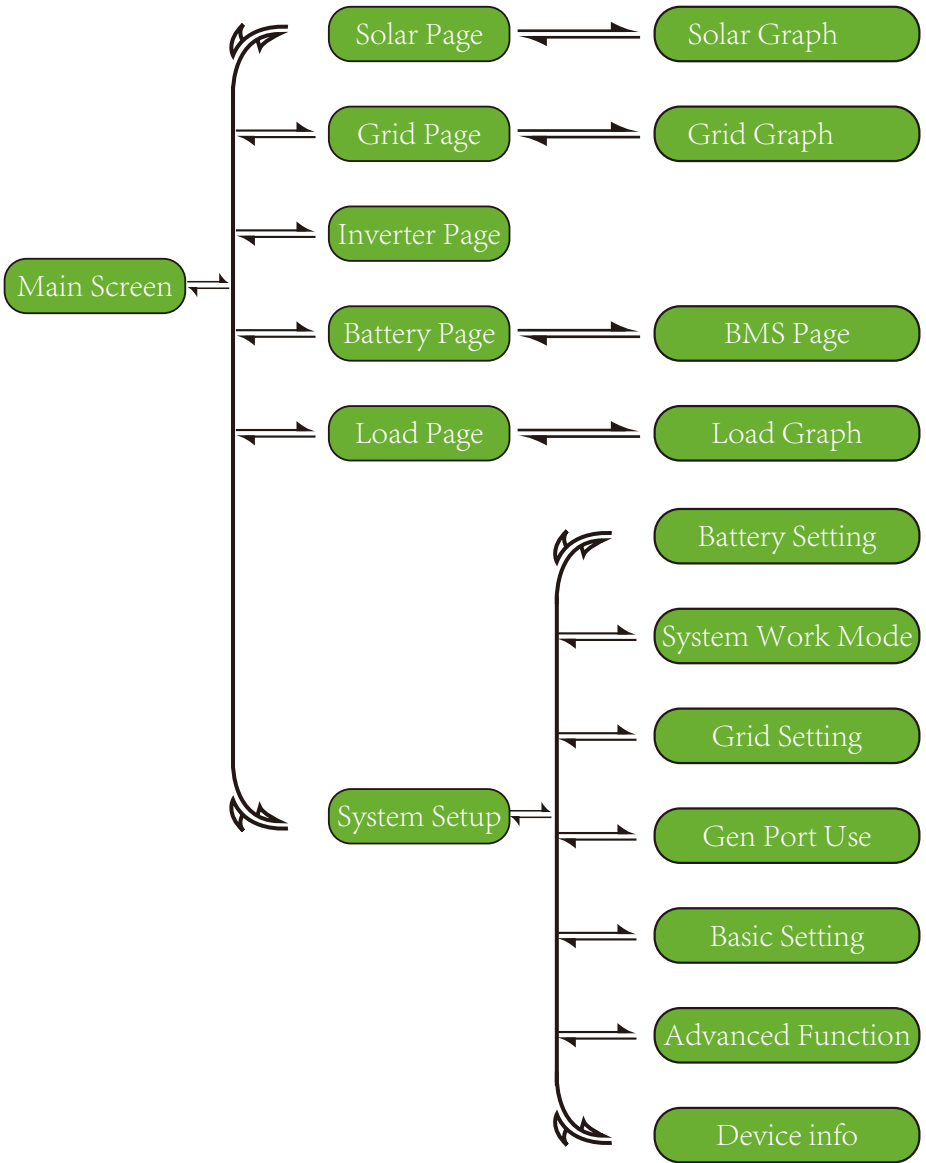 Solar Page
Solar Graph
Grid Page
Grid Graph
Inverter Page
Main Screen
Battery Page
BMS Page
Load Page
Load Graph
Battery Setting
System Work Mode
Grid Setting
System Setup
Gen Port Use
Basic Setting
Advanced Function
Device info